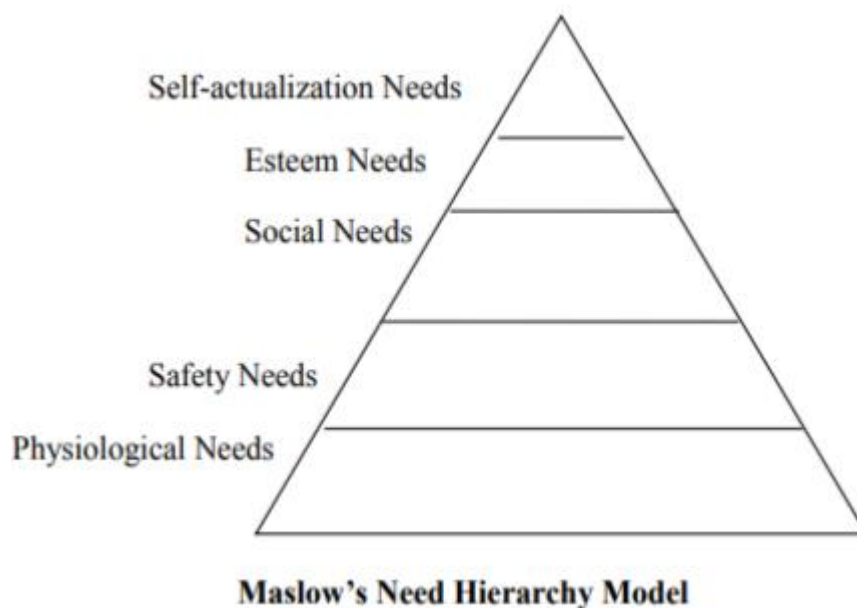 Self-actualization Needs
Esteem Needs
Social Needs
Safety Needs
Physiological Needs
Maslow's Need Hierarchy Model